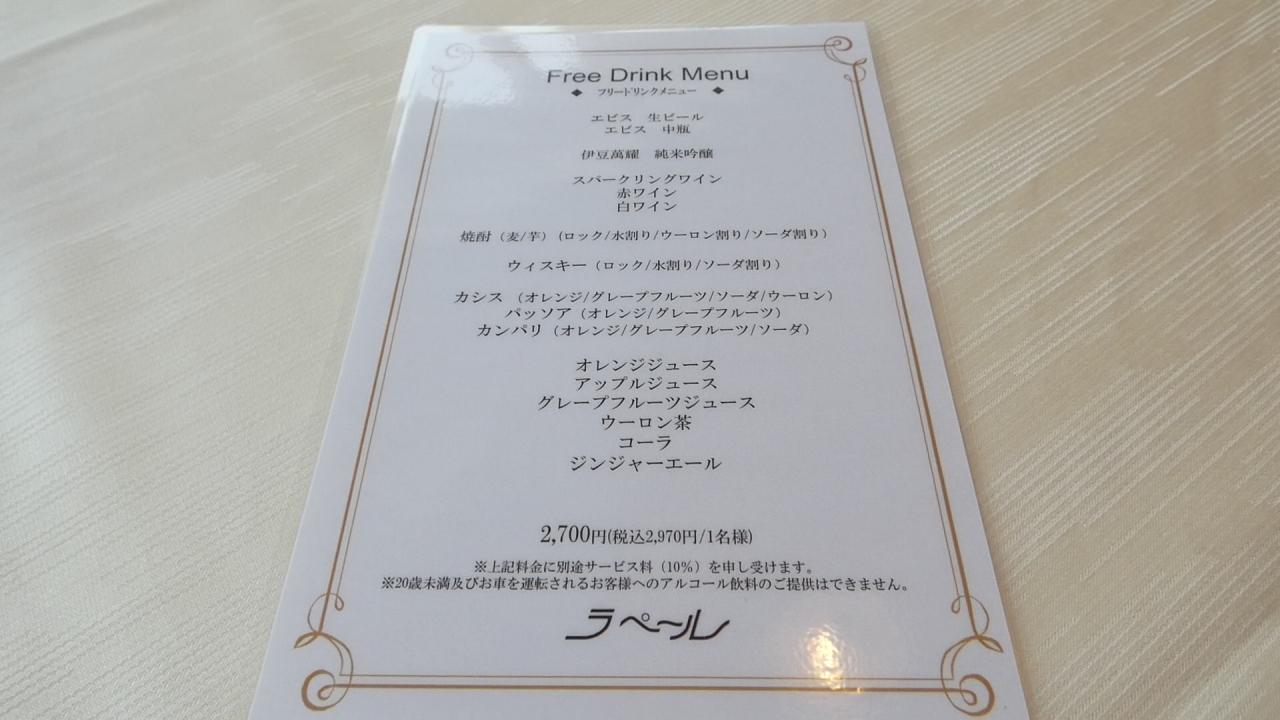 Free Drink Menu
◆ フリードリンクメニュー ◆
エビス 生ビール
エビス 中瓶
伊豆萬耀 純米吟醸
スパークリングワイン
赤ワイン
白ワイン
焼酎（麦/芋）（ロック/水割り/ウーロン割り/ソーダ割り）
ウィスキー（ロック/水割り/ソーダ割り）
カシス （オレンジ/グレープフルーツ/ソーダ/ウーロン）
パッソア（オレンジ/グレープフルーツ）
カンパリ（オレンジ/グレープフルーツ/ソーダ）
オレンジジュース
アップルジュース
グレープフルーツジュース
ウーロン茶
コーラ
ジンジャーエール
2,700円(税込2,970円/1名様)
※上記料金に別途サービス料（10％）を申し受けます。
※20歳未満及びお車を運転されるお客様へのアルコール飲料のご提供はできません。
ラペール